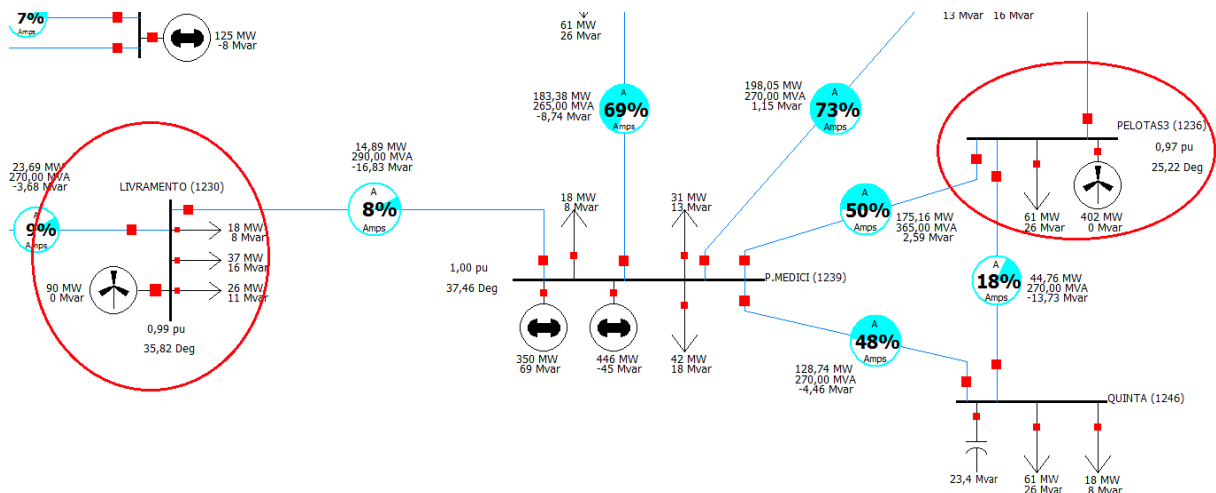 7%
Amps
125 MW
-8 Mvar
61 MW
26 Mvar
13 Mvar 16 Mvar
183,38 MW
265,00 MVA
-8,74 Mvar
A
69%
Amps
198,05 MW
270,00 MVA
1,15 Mvar
A
73%
Amps
PELOTAS3 (1236)
0,97 pu
25,22 Deg
61 MW
26 Mvar
402 MW
0 Mvar
23,69 MW
270,00 MVA
-3,68 Mvar
A
9%
Amps
LIVRAMENTO (1230)
18 MW
8 Mvar
37 MW
16 Mvar
26 MW
11 Mvar
90 MW
0 Mvar
0,99 pu
35,82 Deg
14,89 MW
290,00 MVA
-16,83 Mvar
A
8%
Amps
18 MW
8 Mvar
31 MW
13 Mvar
A
50%
Amps
175,16 MW
365,00 MVA
2,59 Mvar
1,00 pu
37,46 Deg
P.MEDICI (1239)
350 MW
69 Mvar
446 MW
-45 Mvar
42 MW
18 Mvar
A
18%
Amps
44,76 MW
270,00 MVA
-13,73 Mvar
A
48%
Amps
128,74 MW
270,00 MVA
-4,46 Mvar
QUINTA (1246)
23,4 Mvar
61 MW
26 Mvar
18 MW
8 Mvar